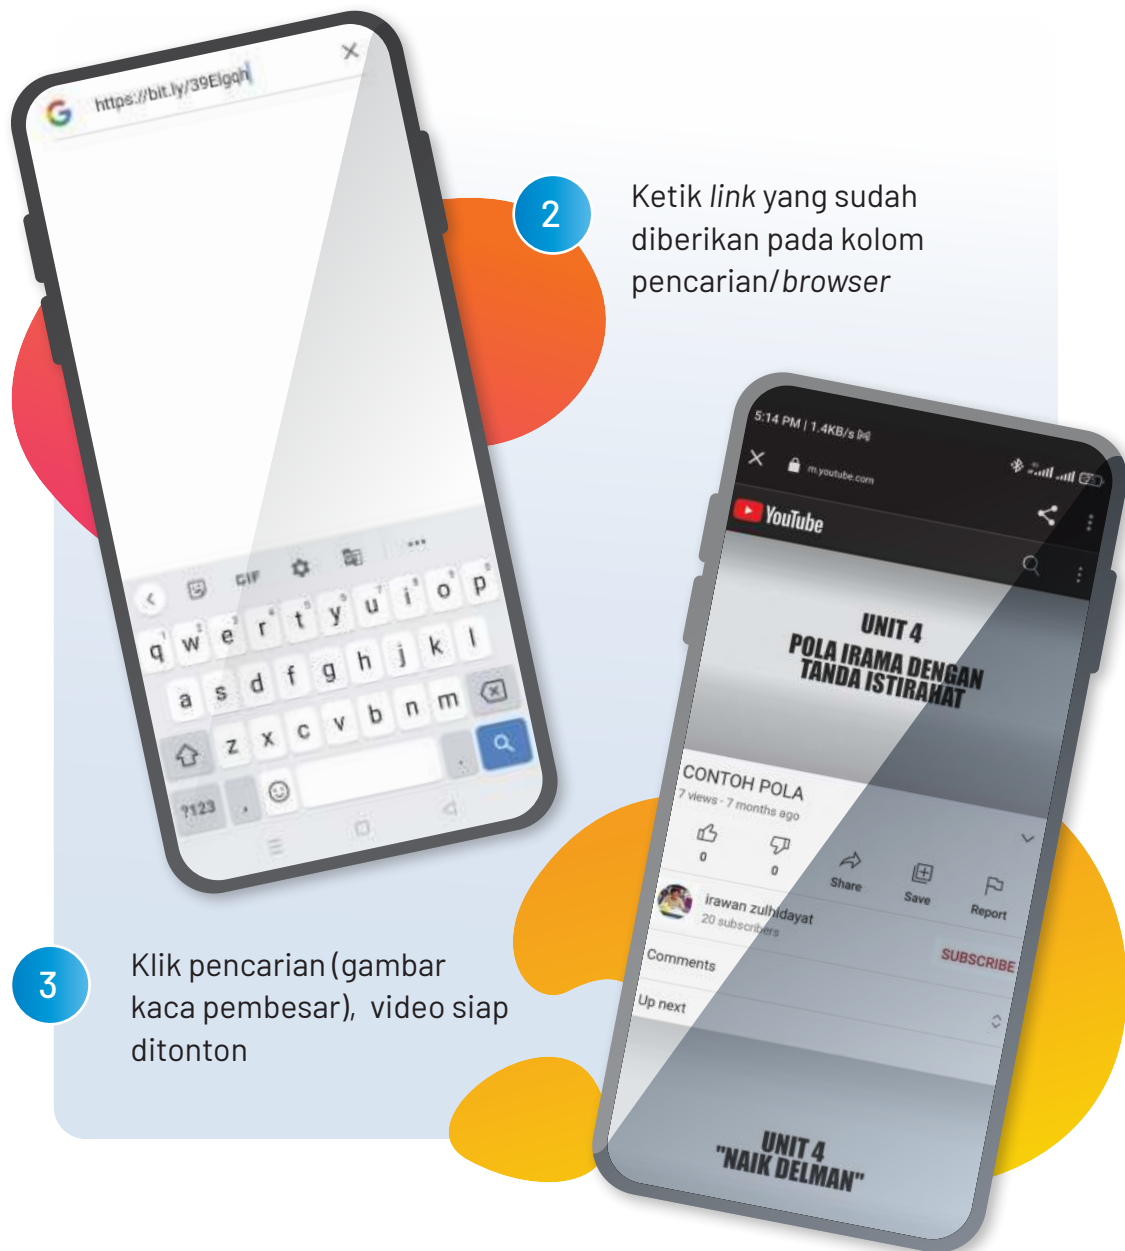 https://bit.ly/39Elgqh
2
Ketik link yang sudah
diberikan pada kolom
pencarian/browser
GIF
q w e r t y u i o p
a s d f g h j k l
z x c v b n m
?123 , .
5:14 PM | 1.4KB/s
m.youtube.com
YouTube
UNIT 4
POLA IRAMA DENGAN
TANDA ISTIRAHAT
CONTOH POLA
7 views · 7 months ago
0 0 Share Save Report
irawan zulhidayat
20 subscribers
SUBSCRIBE
Comments
Up next
UNIT 4
"NAIK DELMAN"
3
Klik pencarian (gambar
kaca pembesar), video siap
ditonton